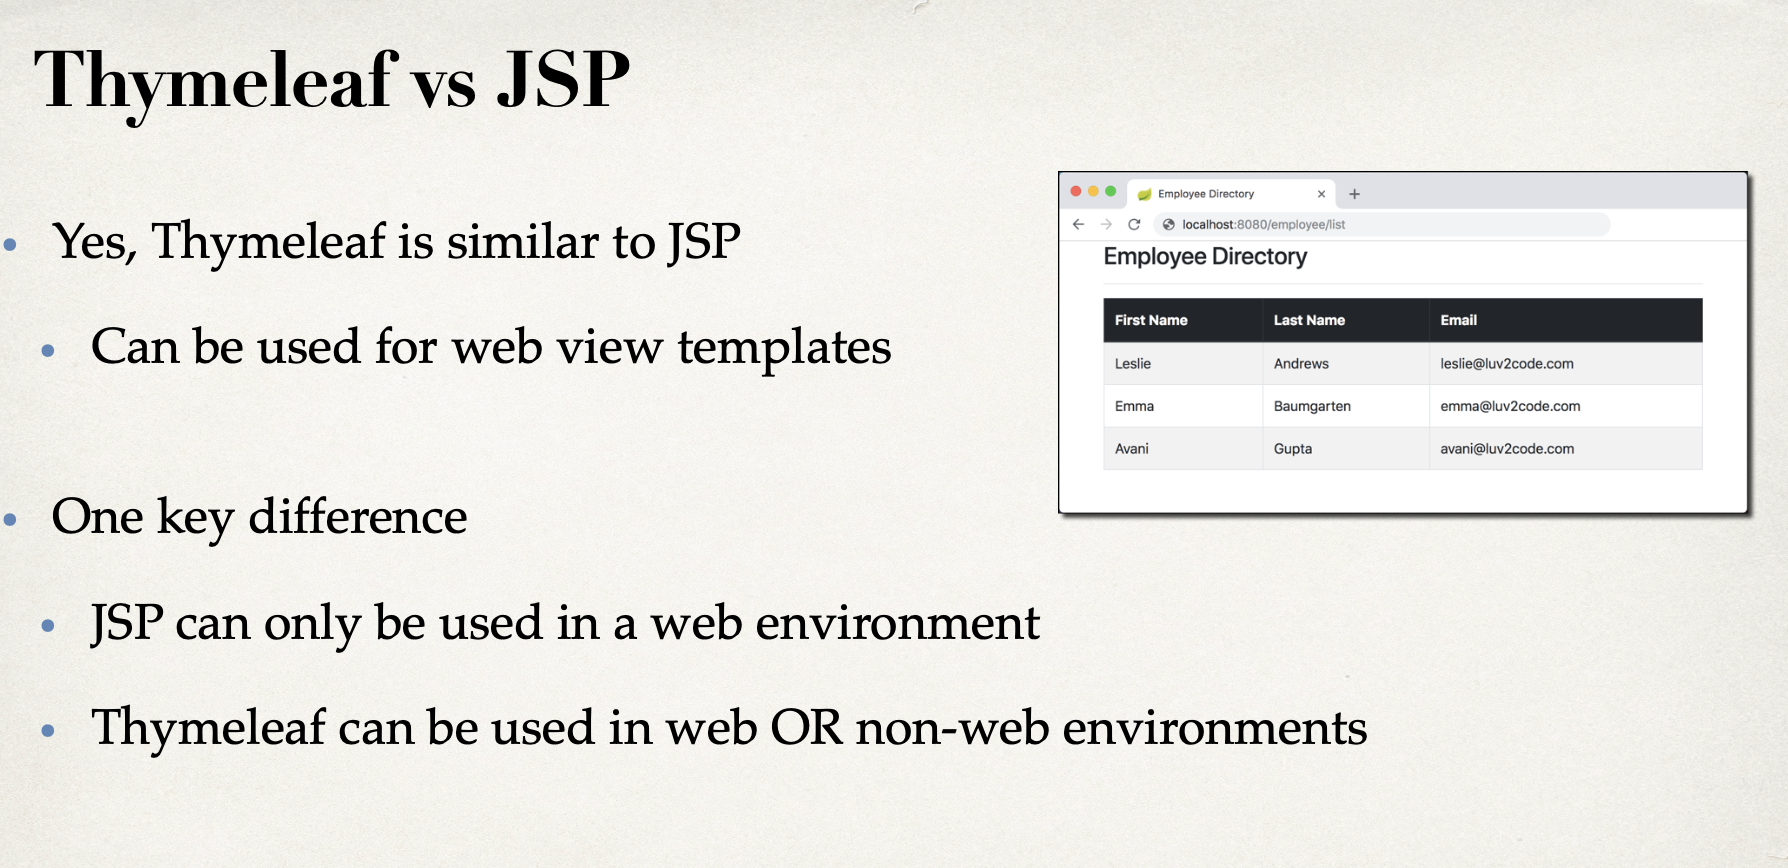 Thymeleaf vs JSP
• Yes, Thymeleaf is similar to JSP
• Can be used for web view templates
• One key difference
• JSP can only be used in a web environment
• Thymeleaf can be used in web OR non-web environments
Employee Directory
localhost:8080/employee/list
Employee Directory
First Name Last Name Email
Leslie Andrews leslie@luv2code.com
Emma Baumgarten emma@luv2code.com
Avani Gupta avani@luv2code.com